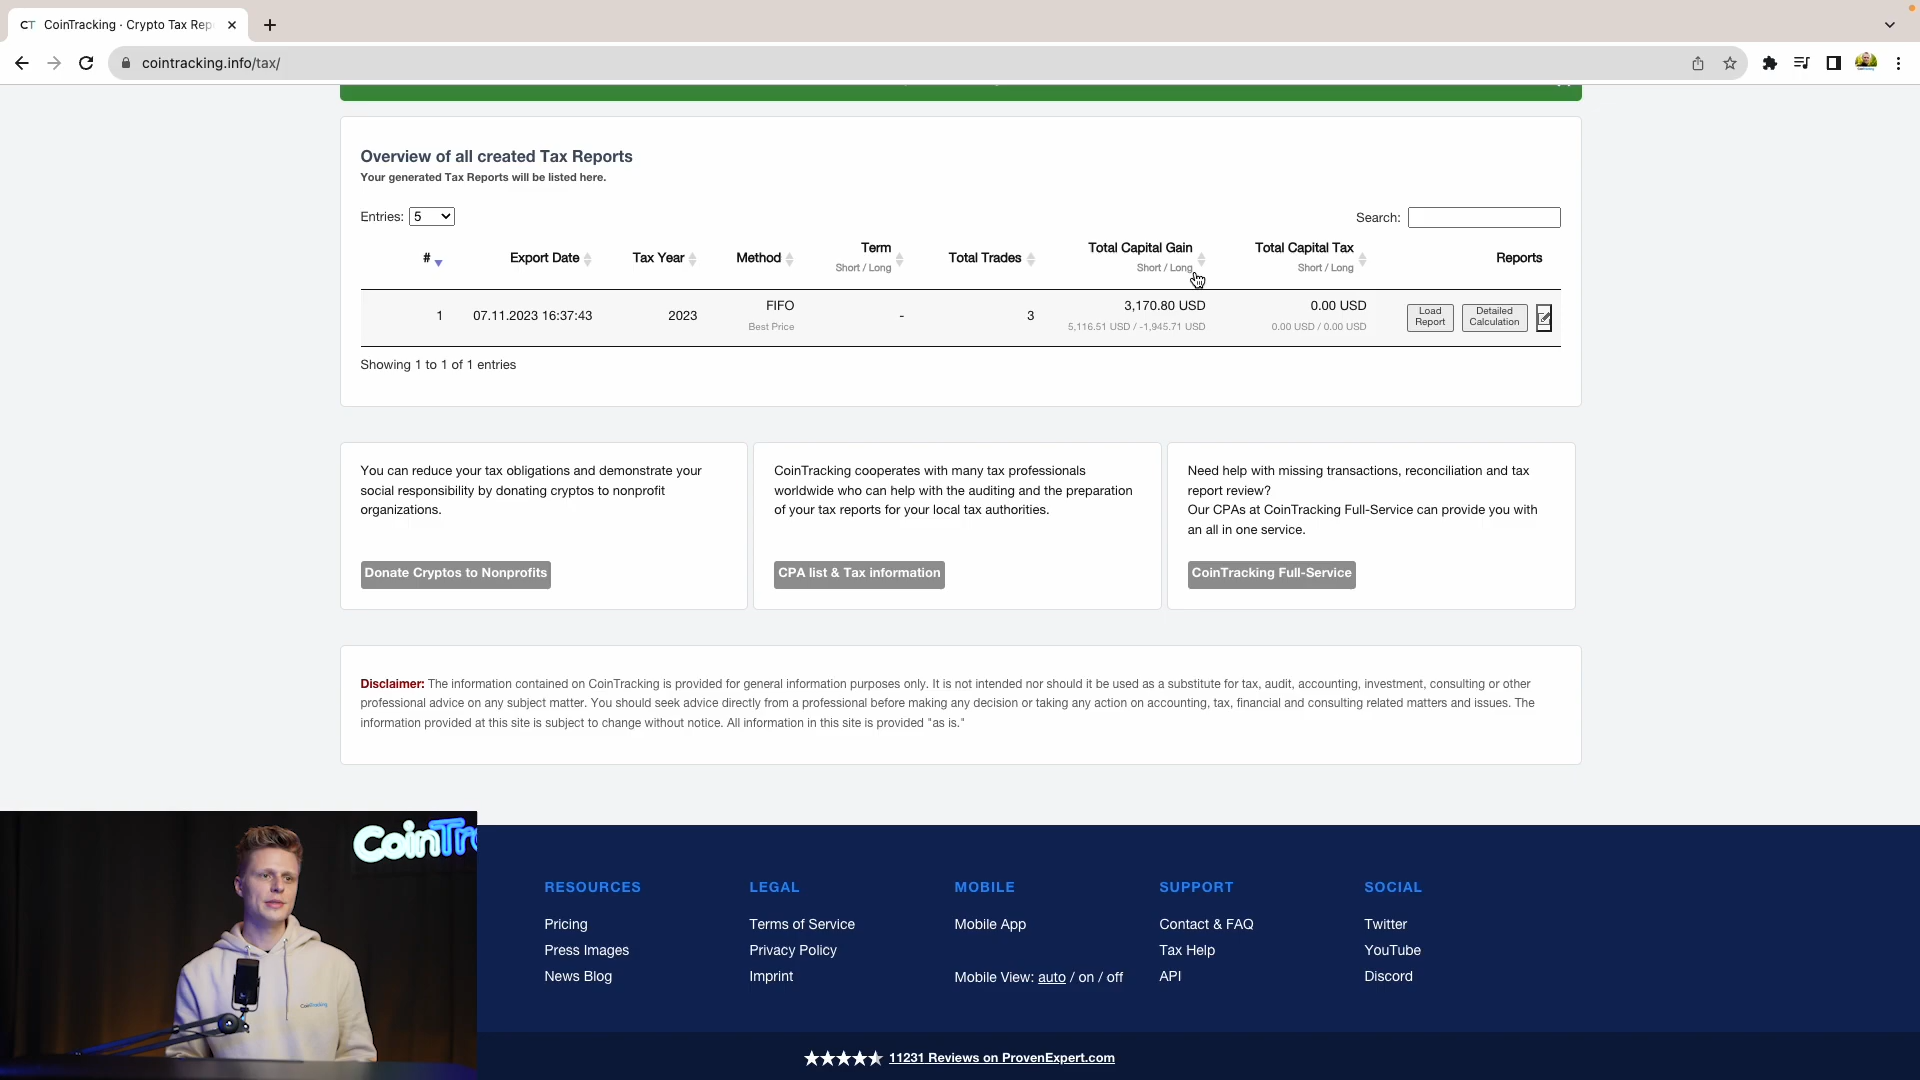 CT CoinTracking · Crypto Tax Rep
cointracking.info/tax/
Overview of all created Tax Reports
Your generated Tax Reports will be listed here.
Entries: 5
Search:
# Export Date Tax Year Method Term Total Trades Total Capital Gain Total Capital Tax Reports
Short / Long Short / Long Short / Long
1 07.11.2023 16:37:43 2023 FIFO - 3 3,170.80 USD 0.00 USD Load Report Detailed Calculation
Best Price 5,116.51 USD / -1,945.71 USD 0.00 USD / 0.00 USD
Showing 1 to 1 of 1 entries
You can reduce your tax obligations and demonstrate your
social responsibility by donating cryptos to nonprofit
organizations.
Donate Cryptos to Nonprofits
CoinTracking cooperates with many tax professionals
worldwide who can help with the auditing and the preparation
of your tax reports for your local tax authorities.
CPA list & Tax information
Need help with missing transactions, reconciliation and tax
report review?
Our CPAs at CoinTracking Full-Service can provide you with
an all in one service.
CoinTracking Full-Service
Disclaimer: The information contained on CoinTracking is provided for general information purposes only. It is not intended nor should it be used as a substitute for tax, audit, accounting, investment, consulting or other
professional advice on any subject matter. You should seek advice directly from a professional before making any decision or taking any action on accounting, tax, financial and consulting related matters and issues. The
information provided at this site is subject to change without notice. All information in this site is provided "as is."
CoinTr
CoinTracking
RESOURCES
Pricing
Press Images
News Blog
LEGAL
Terms of Service
Privacy Policy
Imprint
MOBILE
Mobile App
Mobile View: auto / on / off
SUPPORT
Contact & FAQ
Tax Help
API
SOCIAL
Twitter
YouTube
Discord
11231 Reviews on ProvenExpert.com